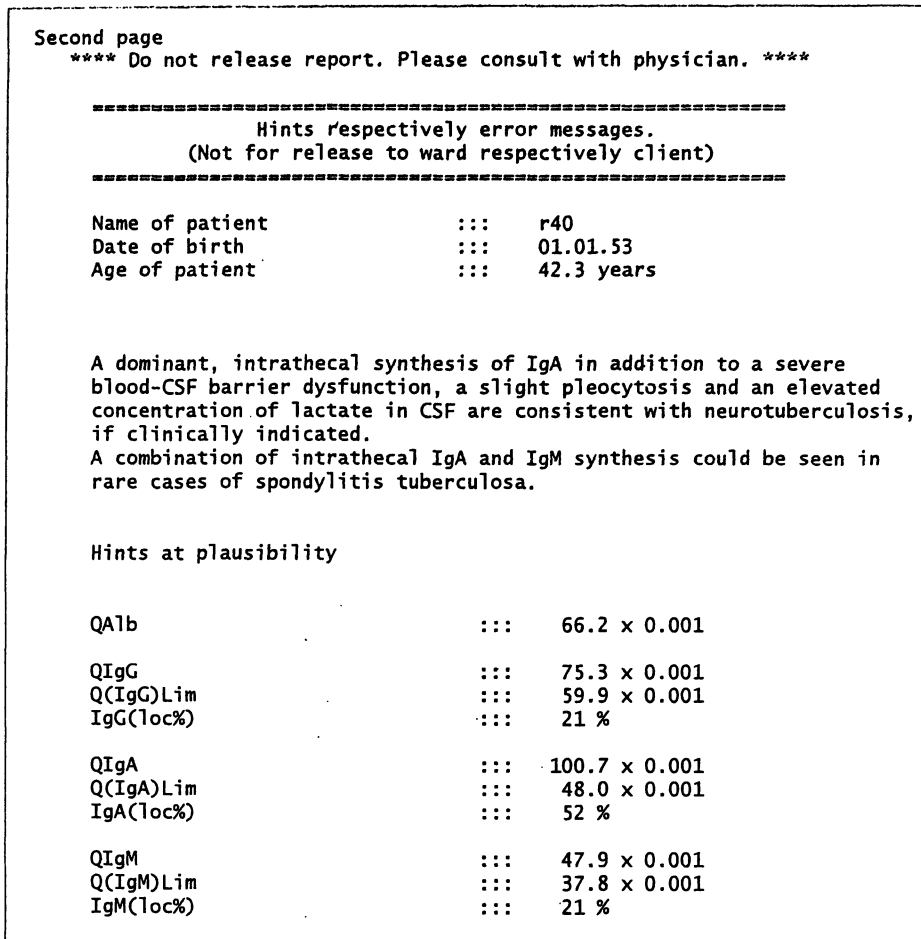 Second page
**** Do not release report. Please consult with physician. ****
============================================================
Hints respectively error messages.
(Not for release to ward respectively client)
============================================================
Name of patient ::: r40
Date of birth ::: 01.01.53
Age of patient ::: 42.3 years
A dominant, intrathecal synthesis of IgA in addition to a severe
blood-CSF barrier dysfunction, a slight pleocytosis and an elevated
concentration of lactate in CSF are consistent with neurotuberculosis,
if clinically indicated.
A combination of intrathecal IgA and IgM synthesis could be seen in
rare cases of spondylitis tuberculosa.
Hints at plausibility
QAlb ::: 66.2 x 0.001
QIgG ::: 75.3 x 0.001
Q(IgG)Lim ::: 59.9 x 0.001
IgG(loc%) ::: 21 %
QIgA ::: 100.7 x 0.001
Q(IgA)Lim ::: 48.0 x 0.001
IgA(loc%) ::: 52 %
QIgM ::: 47.9 x 0.001
Q(IgM)Lim ::: 37.8 x 0.001
IgM(loc%) ::: 21 %